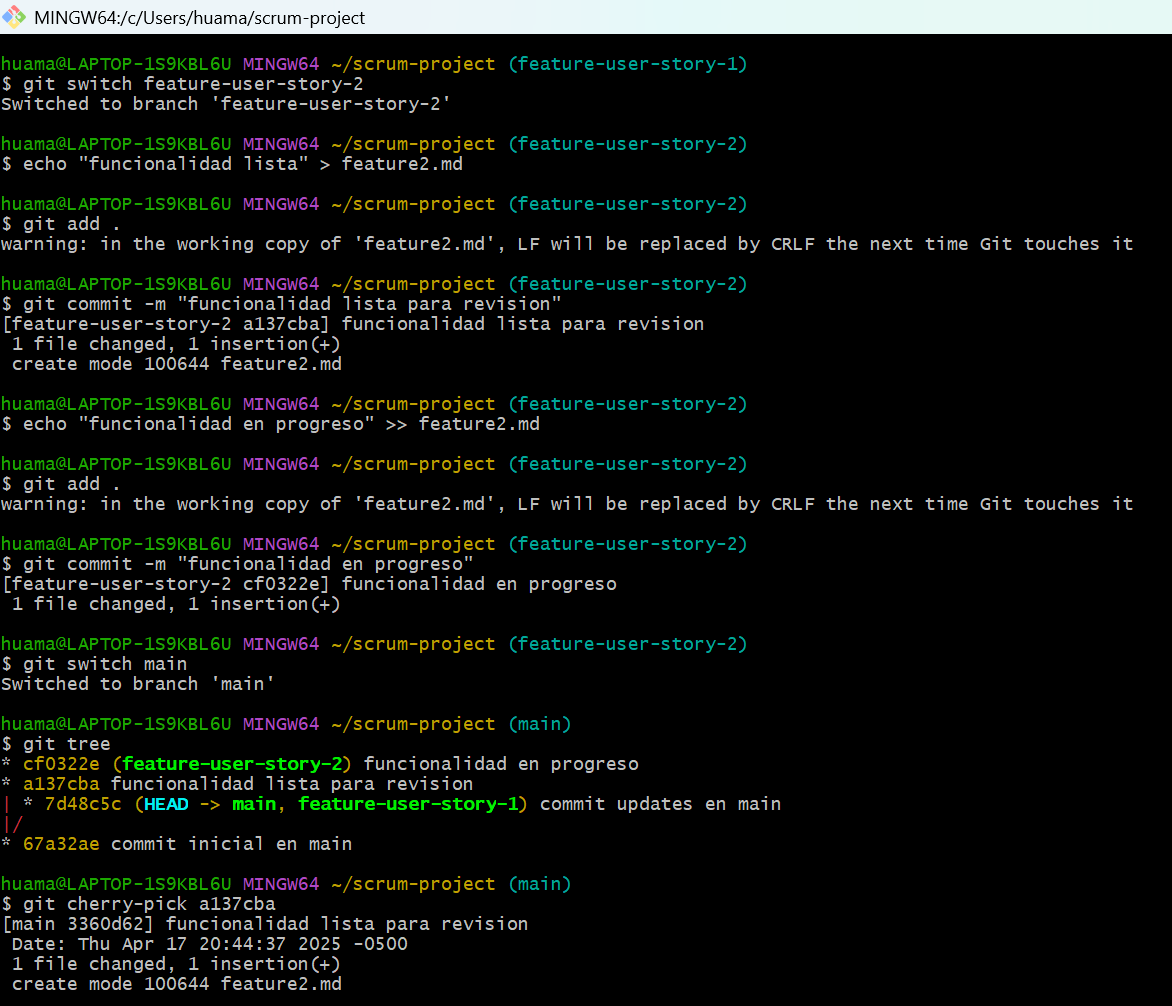 MINGW64:/c/Users/huama/scrum-project
huama@LAPTOP-1S9KBL6U MINGW64 ~/scrum-project (feature-user-story-1)
$ git switch feature-user-story-2
Switched to branch 'feature-user-story-2'
huama@LAPTOP-1S9KBL6U MINGW64 ~/scrum-project (feature-user-story-2)
$ echo "funcionalidad lista" > feature2.md
huama@LAPTOP-1S9KBL6U MINGW64 ~/scrum-project (feature-user-story-2)
$ git add .
warning: in the working copy of 'feature2.md', LF will be replaced by CRLF the next time Git touches it
huama@LAPTOP-1S9KBL6U MINGW64 ~/scrum-project (feature-user-story-2)
$ git commit -m "funcionalidad lista para revision"
[feature-user-story-2 a137cba] funcionalidad lista para revision
 1 file changed, 1 insertion(+)
 create mode 100644 feature2.md
huama@LAPTOP-1S9KBL6U MINGW64 ~/scrum-project (feature-user-story-2)
$ echo "funcionalidad en progreso" >> feature2.md
huama@LAPTOP-1S9KBL6U MINGW64 ~/scrum-project (feature-user-story-2)
$ git add .
warning: in the working copy of 'feature2.md', LF will be replaced by CRLF the next time Git touches it
huama@LAPTOP-1S9KBL6U MINGW64 ~/scrum-project (feature-user-story-2)
$ git commit -m "funcionalidad en progreso"
[feature-user-story-2 cf0322e] funcionalidad en progreso
 1 file changed, 1 insertion(+)
huama@LAPTOP-1S9KBL6U MINGW64 ~/scrum-project (feature-user-story-2)
$ git switch main
Switched to branch 'main'
huama@LAPTOP-1S9KBL6U MINGW64 ~/scrum-project (main)
$ git tree
* cf0322e (feature-user-story-2) funcionalidad en progreso
* a137cba funcionalidad lista para revision
| * 7d48c5c (HEAD -> main, feature-user-story-1) commit updates en main
|/
* 67a32ae commit inicial en main
huama@LAPTOP-1S9KBL6U MINGW64 ~/scrum-project (main)
$ git cherry-pick a137cba
[main 3360d62] funcionalidad lista para revision
 Date: Thu Apr 17 20:44:37 2025 -0500
 1 file changed, 1 insertion(+)
 create mode 100644 feature2.md